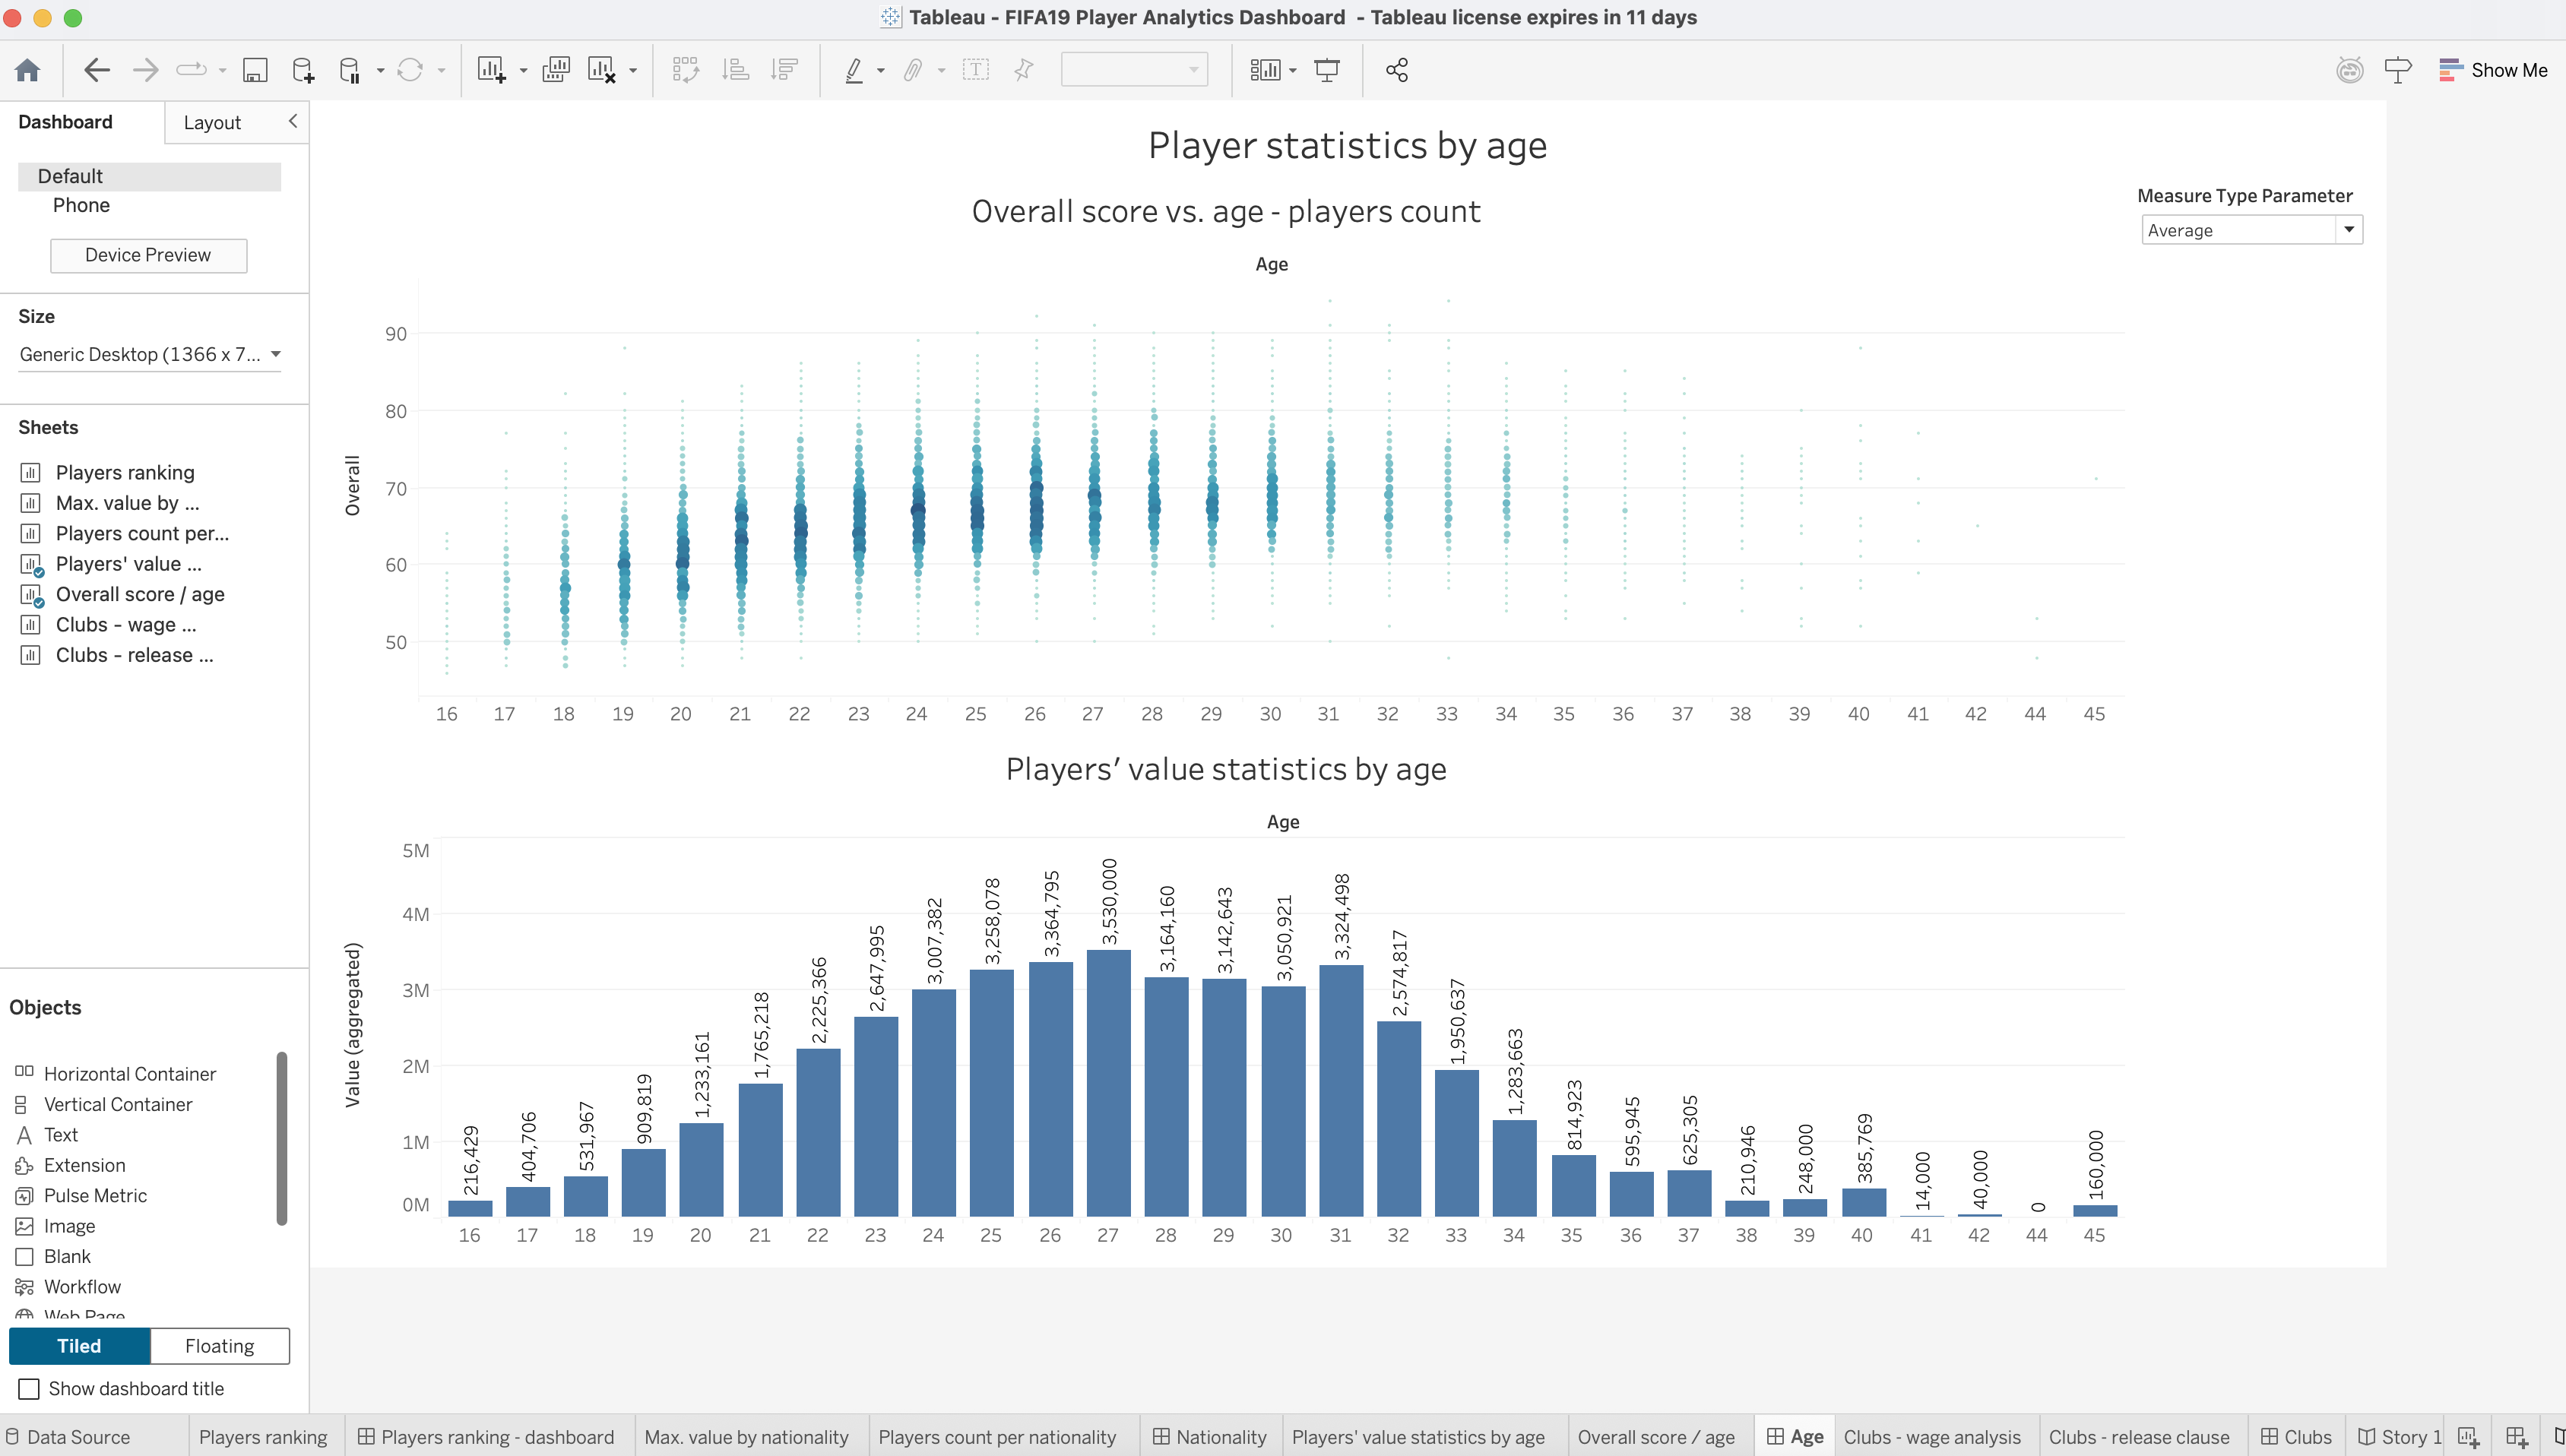 Tableau - FIFA19 Player Analytics Dashboard - Tableau license expires in 11 days
Show Me
Dashboard
Layout
Default
Phone
Device Preview
Size
Generic Desktop (1366 x 7...
Sheets
Players ranking
Max. value by ...
Players count per...
Players' value ...
Overall score / age
Clubs - wage ...
Clubs - release ...
Objects
Horizontal Container
Vertical Container
Text
Extension
Pulse Metric
Image
Blank
Workflow
Web Page
Tiled
Floating
Show dashboard title
Player statistics by age
Overall score vs. age - players count
Measure Type Parameter
Average
Age
Overall
90
80
70
60
50
16 17 18 19 20 21 22 23 24 25 26 27 28 29 30 31 32 33 34 35 36 37 38 39 40 41 42 44 45
Players’ value statistics by age
Age
Value (aggregated)
5M
4M
3M
2M
1M
0M
216,429
404,706
531,967
909,819
1,233,161
1,765,218
2,225,366
2,647,995
3,007,382
3,258,078
3,364,795
3,530,000
3,164,160
3,142,643
3,050,921
3,324,498
2,574,817
1,950,637
1,283,663
814,923
595,945
625,305
210,946
248,000
385,769
14,000
40,000
0
160,000
16 17 18 19 20 21 22 23 24 25 26 27 28 29 30 31 32 33 34 35 36 37 38 39 40 41 42 44 45
Data Source
Players ranking
Players ranking - dashboard
Max. value by nationality
Players count per nationality
Nationality
Players' value statistics by age
Overall score / age
Age
Clubs - wage analysis
Clubs - release clause
Clubs
Story 1